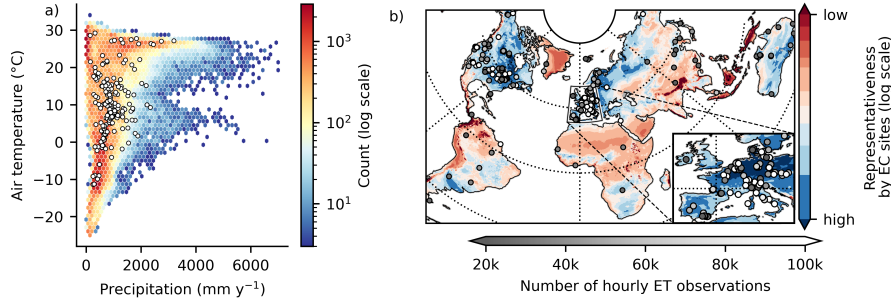 a)
30
20
10
0
−10
−20
Air temperature (°C)
0
2000
4000
6000
Precipitation (mm y⁻¹)
10³
10²
10¹
Count (log scale)
b)
low
high
Representativeness
by EC sites (log scale)
20k
40k
60k
80k
100k
Number of hourly ET observations